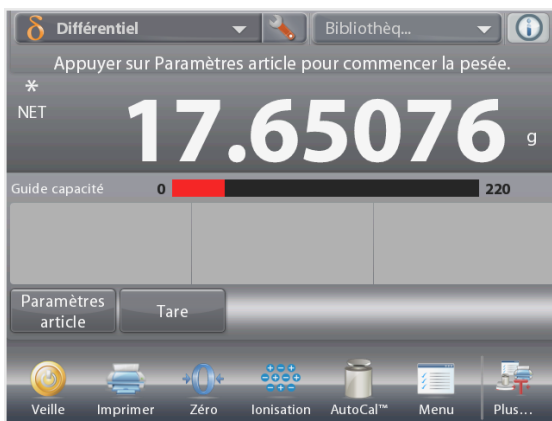 δ Différentiel Bibliothèq...
Appuyer sur Paramètres article pour commencer la pesée.
*
NET 17.65076 g
Guide capacité 0 220
Paramètres article Tare
Veille Imprimer Zéro Ionisation AutoCal™ Menu Plus...